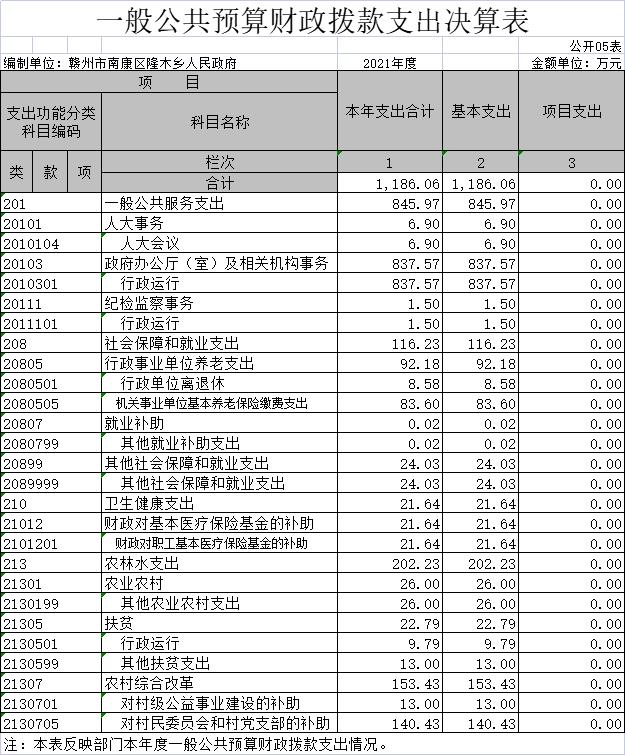 一般公共预算财政拨款支出决算表
公开05表
编制单位：赣州市南康区隆木乡人民政府 2021年度 金额单位：万元
项 目 本年支出合计 基本支出 项目支出
支出功能分类科目编码 科目名称
类 款 项 栏次 1 2 3
合计 1,186.06 1,186.06 0.00
201 一般公共服务支出 845.97 845.97 0.00
20101 人大事务 6.90 6.90 0.00
2010104 人大会议 6.90 6.90 0.00
20103 政府办公厅（室）及相关机构事务 837.57 837.57 0.00
2010301 行政运行 837.57 837.57 0.00
20111 纪检监察事务 1.50 1.50 0.00
2011101 行政运行 1.50 1.50 0.00
208 社会保障和就业支出 116.23 116.23 0.00
20805 行政事业单位养老支出 92.18 92.18 0.00
2080501 行政单位离退休 8.58 8.58 0.00
2080505 机关事业单位基本养老保险缴费支出 83.60 83.60 0.00
20807 就业补助 0.02 0.02 0.00
2080799 其他就业补助支出 0.02 0.02 0.00
20899 其他社会保障和就业支出 24.03 24.03 0.00
2089999 其他社会保障和就业支出 24.03 24.03 0.00
210 卫生健康支出 21.64 21.64 0.00
21012 财政对基本医疗保险基金的补助 21.64 21.64 0.00
2101201 财政对职工基本医疗保险基金的补助 21.64 21.64 0.00
213 农林水支出 202.23 202.23 0.00
21301 农业农村 26.00 26.00 0.00
2130199 其他农业农村支出 26.00 26.00 0.00
21305 扶贫 22.79 22.79 0.00
2130501 行政运行 9.79 9.79 0.00
2130599 其他扶贫支出 13.00 13.00 0.00
21307 农村综合改革 153.43 153.43 0.00
2130701 对村级公益事业建设的补助 13.00 13.00 0.00
2130705 对村民委员会和村党支部的补助 140.43 140.43 0.00
注：本表反映部门本年度一般公共预算财政拨款支出情况。